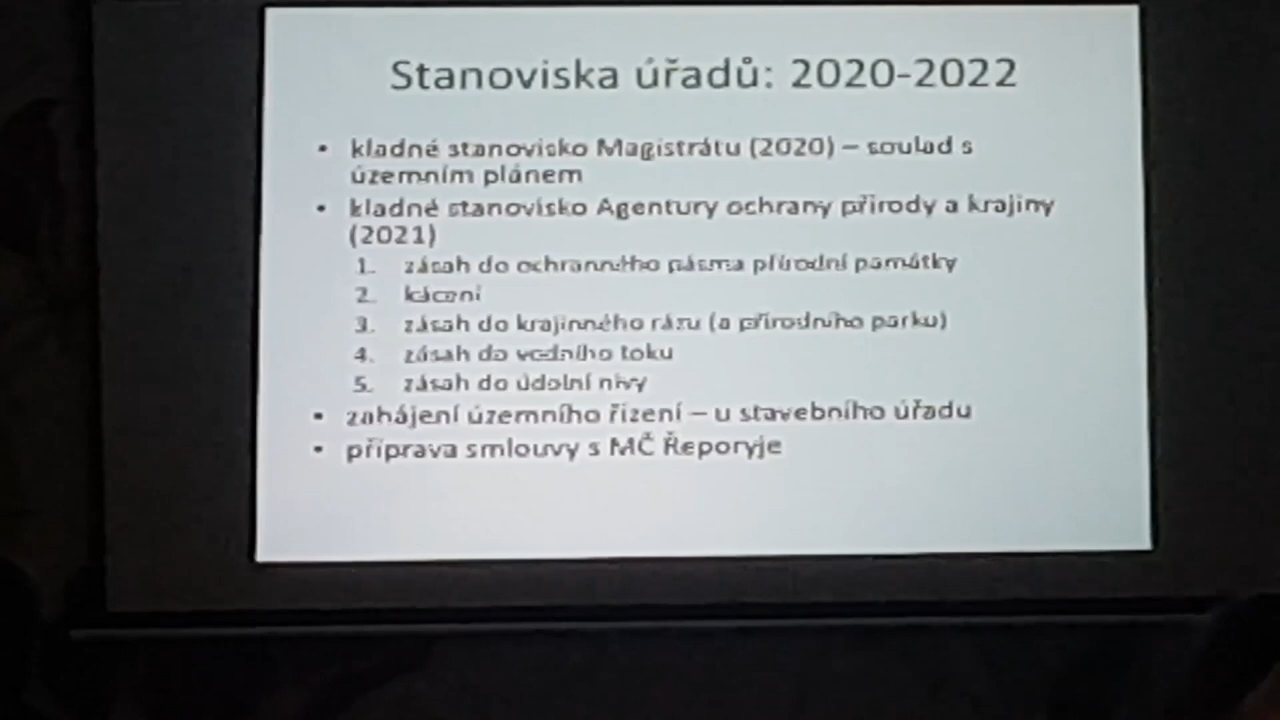 Stanoviska úřadů: 2020-2022
• kladné stanovisko Magistrátu (2020) – soulad s
územním plánem
• kladné stanovisko Agentury ochrany přírody a krajiny
(2021)
1. zásah do ochranného pásma přírodní památky
2. kácení
3. zásah do krajinného rázu (a přírodního parku)
4. zásah do vodního toku
5. zásah do údolní nivy
• zahájení územního řízení – u stavebního úřadu
• příprava smlouvy s MČ Řeporyje